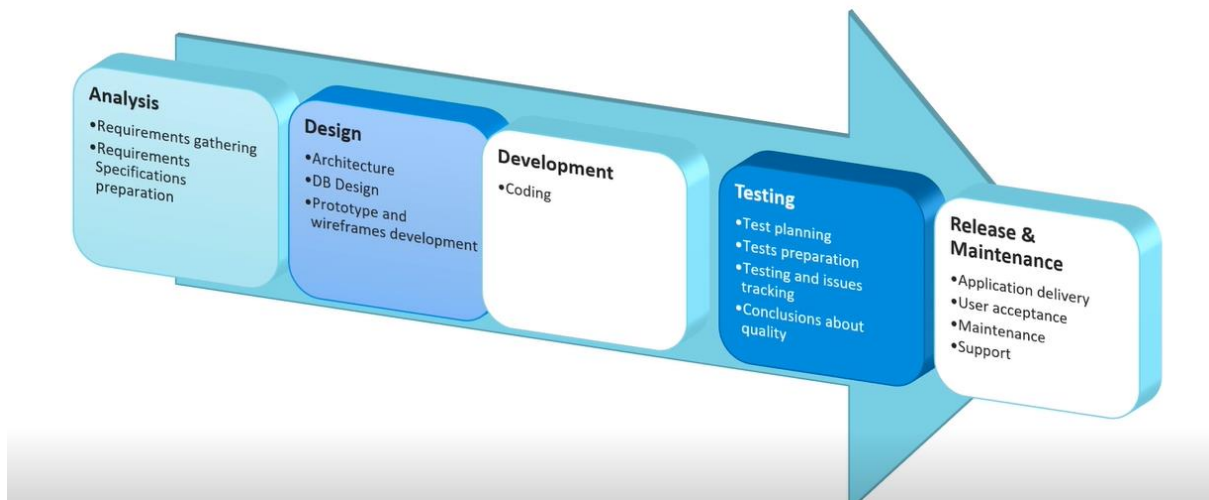 Analysis
•Requirements gathering
•Requirements
Specifications
preparation
Design
•Architecture
•DB Design
•Prototype and
wireframes development
Development
•Coding
Testing
•Test planning
•Tests preparation
•Testing and issues
tracking
•Conclusions about
quality
Release &
Maintenance
•Application delivery
•User acceptance
•Maintenance
•Support